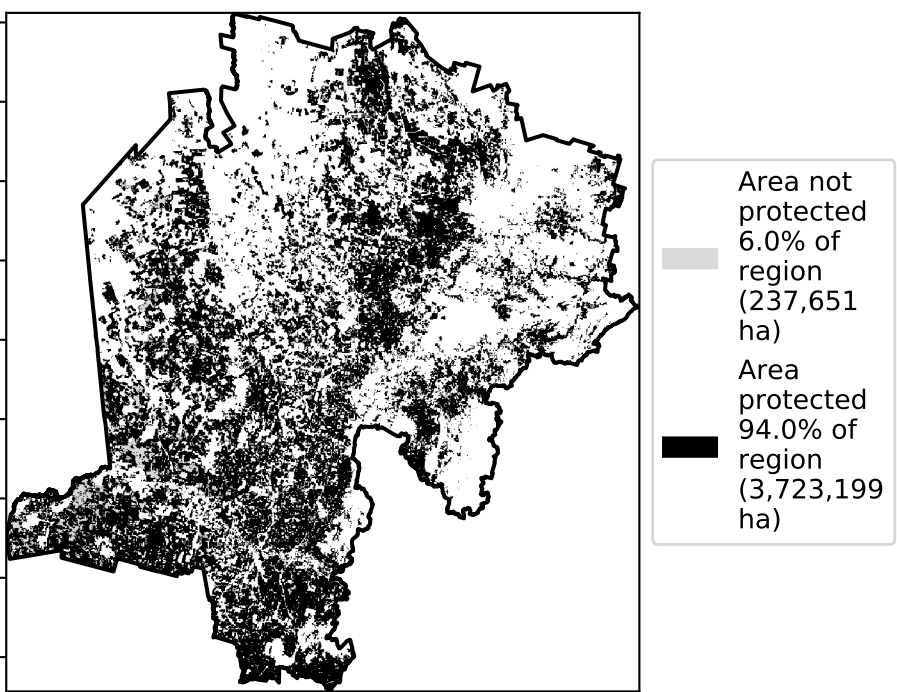 Area not
protected
6.0% of
region
(237,651
ha)
Area
protected
94.0% of
region
(3,723,199
ha)